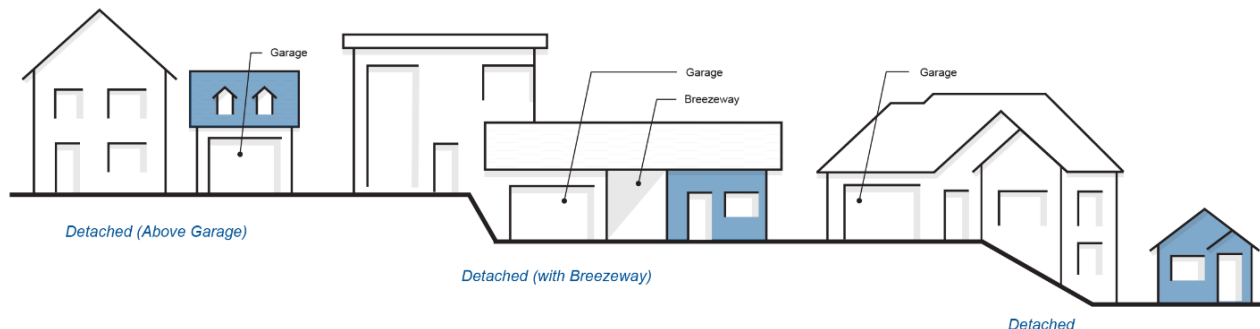 Garage
Garage
Breezeway
Garage
Detached (Above Garage)
Detached (with Breezeway)
Detached